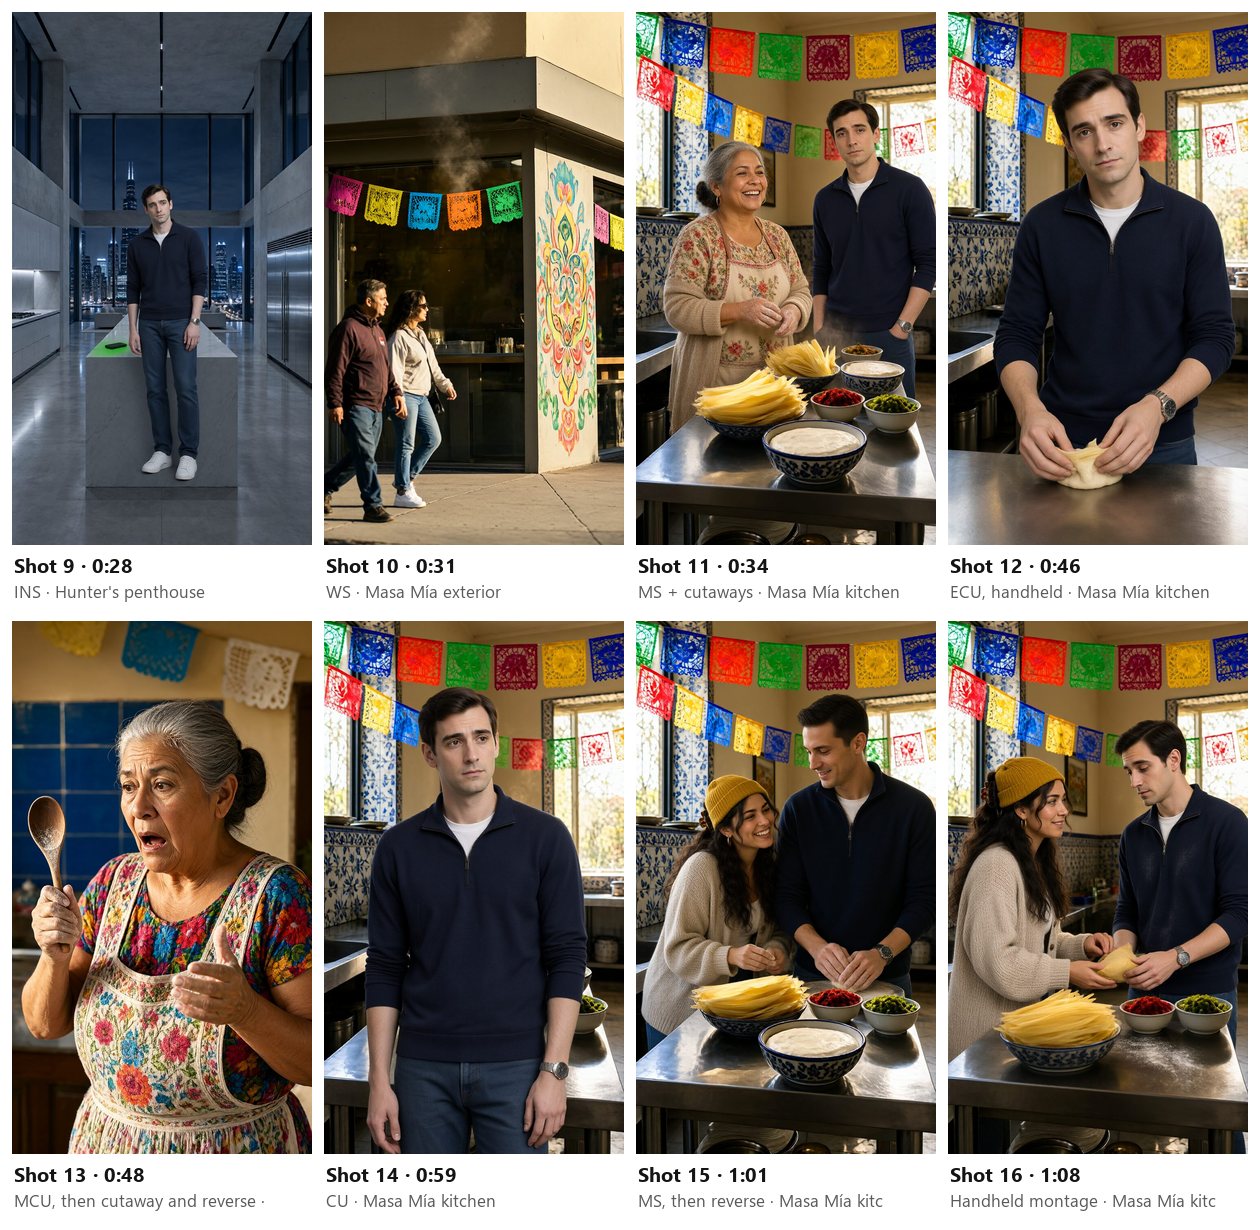 Shot 9 · 0:28
INS · Hunter's penthouse
Shot 10 · 0:31
WS · Masa Mía exterior
Shot 11 · 0:34
MS + cutaways · Masa Mía kitchen
Shot 12 · 0:46
ECU, handheld · Masa Mía kitchen
Shot 13 · 0:48
MCU, then cutaway and reverse ·
Shot 14 · 0:59
CU · Masa Mía kitchen
Shot 15 · 1:01
MS, then reverse · Masa Mía kitc
Shot 16 · 1:08
Handheld montage · Masa Mía kitc